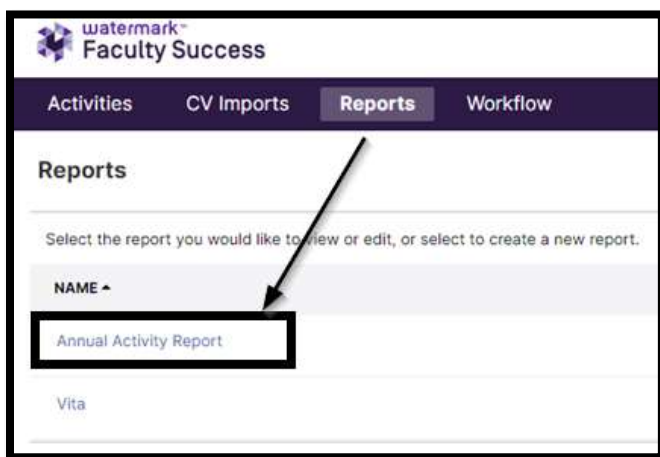 watermark™
Faculty Success
Activities CV Imports Reports Workflow
Reports
Select the report you would like to view or edit, or select to create a new report.
NAME
Annual Activity Report
Vita